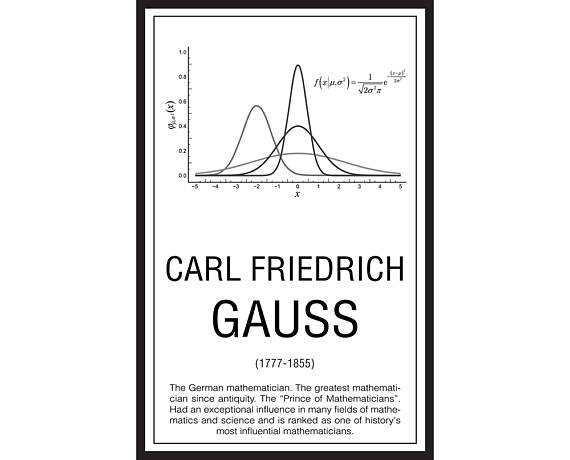 1.0
f(x|μ,σ²)= 1/√2σ²π e^-(x-μ)²/2σ²
0.8
φμ,σ²(x)
0.6
0.4
0.2
0.0
-5 -4 -3 -2 -1 0 1 2 3 4 5
x
CARL FRIEDRICH
GAUSS
(1777-1855)
The German mathematician. The greatest mathemati-
cian since antiquity. The "Prince of Mathematicians".
Had an exceptional influence in many fields of mathe-
matics and science and is ranked as one of history's
most influential mathematicians.